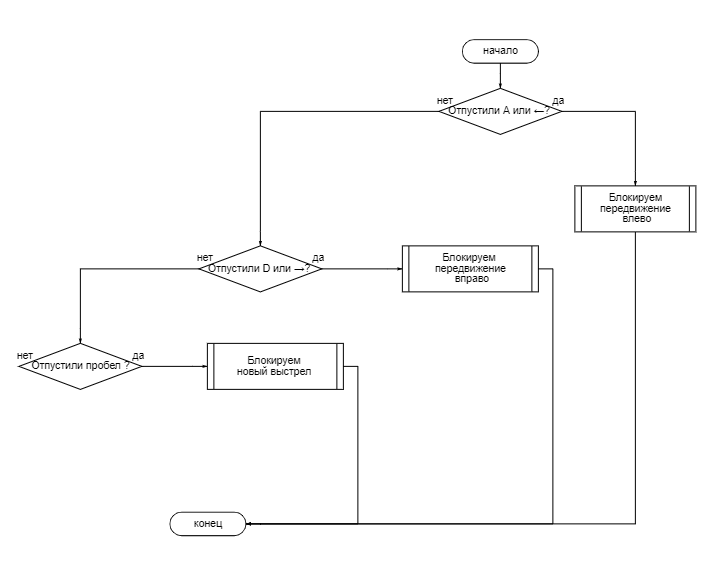 начало
нет
да
Отпустили A или ←?
Блокируем
передвижение
влево
нет
да
Отпустили D или →?
Блокируем
передвижение
вправо
нет
да
Отпустили пробел ?
Блокируем
новый выстрел
конец